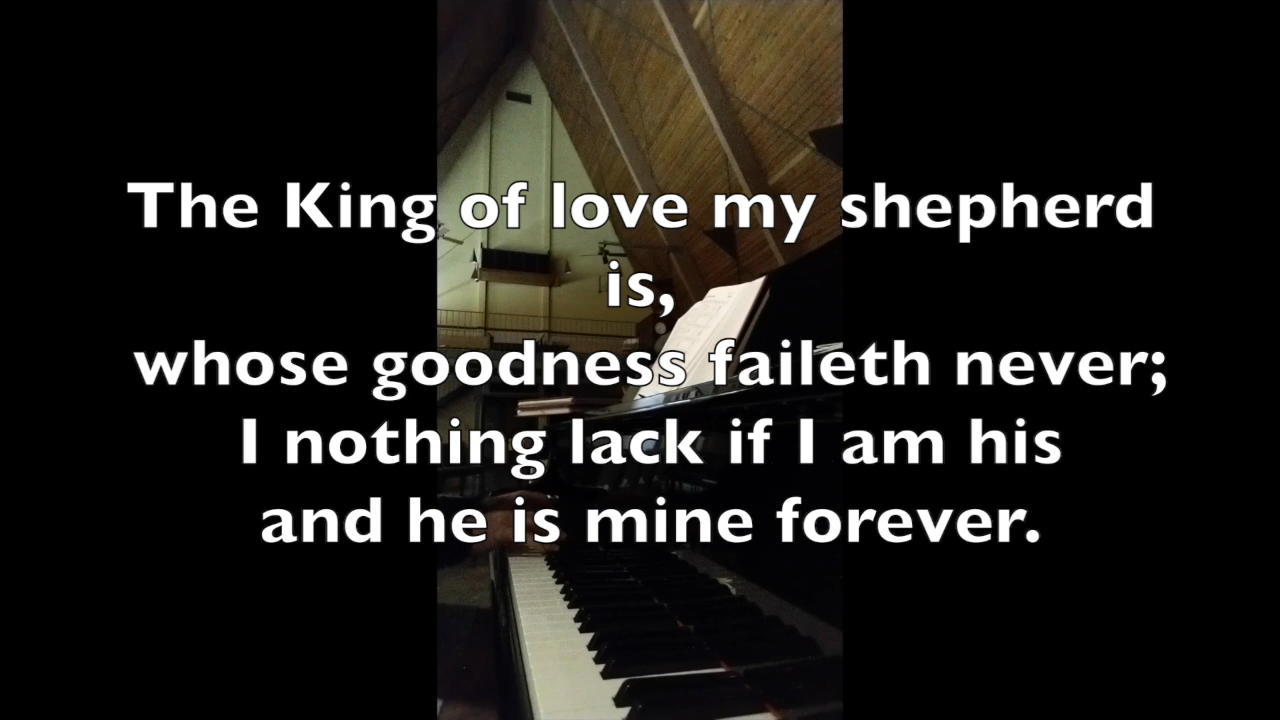 The King of love my shepherd
is,
whose goodness faileth never;
I nothing lack if I am his
and he is mine forever.